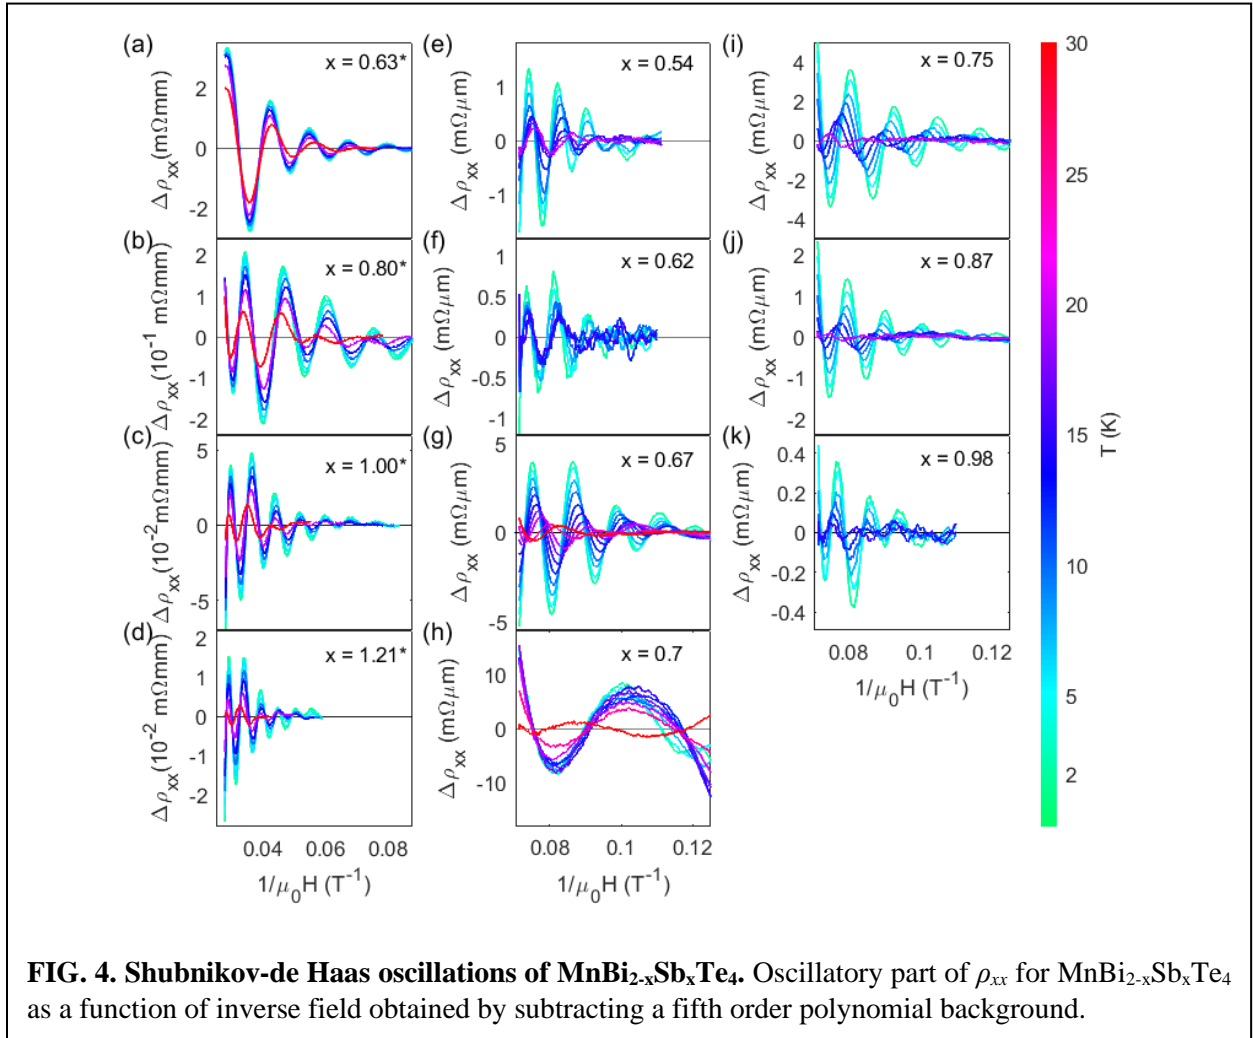 (a)
x = 0.63*
Δρxx(mΩmm)
2
0
-2
(b)
x = 0.80*
Δρxx(10-1 mΩmm)
2
1
0
-1
-2
(c)
x = 1.00*
Δρxx(10-2 mΩmm)
5
0
-5
(d)
x = 1.21*
Δρxx(10-2 mΩmm)
2
1
0
-1
-2
0.04 0.06 0.08
1/μ0H (T-1)
(e)
x = 0.54
Δρxx (mΩμm)
1
0
-1
(f)
x = 0.62
Δρxx (mΩμm)
1
0.5
0
-0.5
-1
(g)
x = 0.67
Δρxx (mΩμm)
5
0
-5
(h)
x = 0.7
Δρxx (mΩμm)
10
0
-10
0.08 0.1 0.12
1/μ0H (T-1)
(i)
x = 0.75
Δρxx (mΩμm)
4
2
0
-2
-4
(j)
x = 0.87
Δρxx (mΩμm)
2
1
0
-1
-2
(k)
x = 0.98
Δρxx (mΩμm)
0.4
0.2
0
-0.2
-0.4
0.08 0.1 0.12
1/μ0H (T-1)
30
25
20
15
10
5
2
T (K)
FIG. 4. Shubnikov-de Haas oscillations of MnBi2-xSbxTe4. Oscillatory part of ρxx for MnBi2-xSbxTe4
as a function of inverse field obtained by subtracting a fifth order polynomial background.